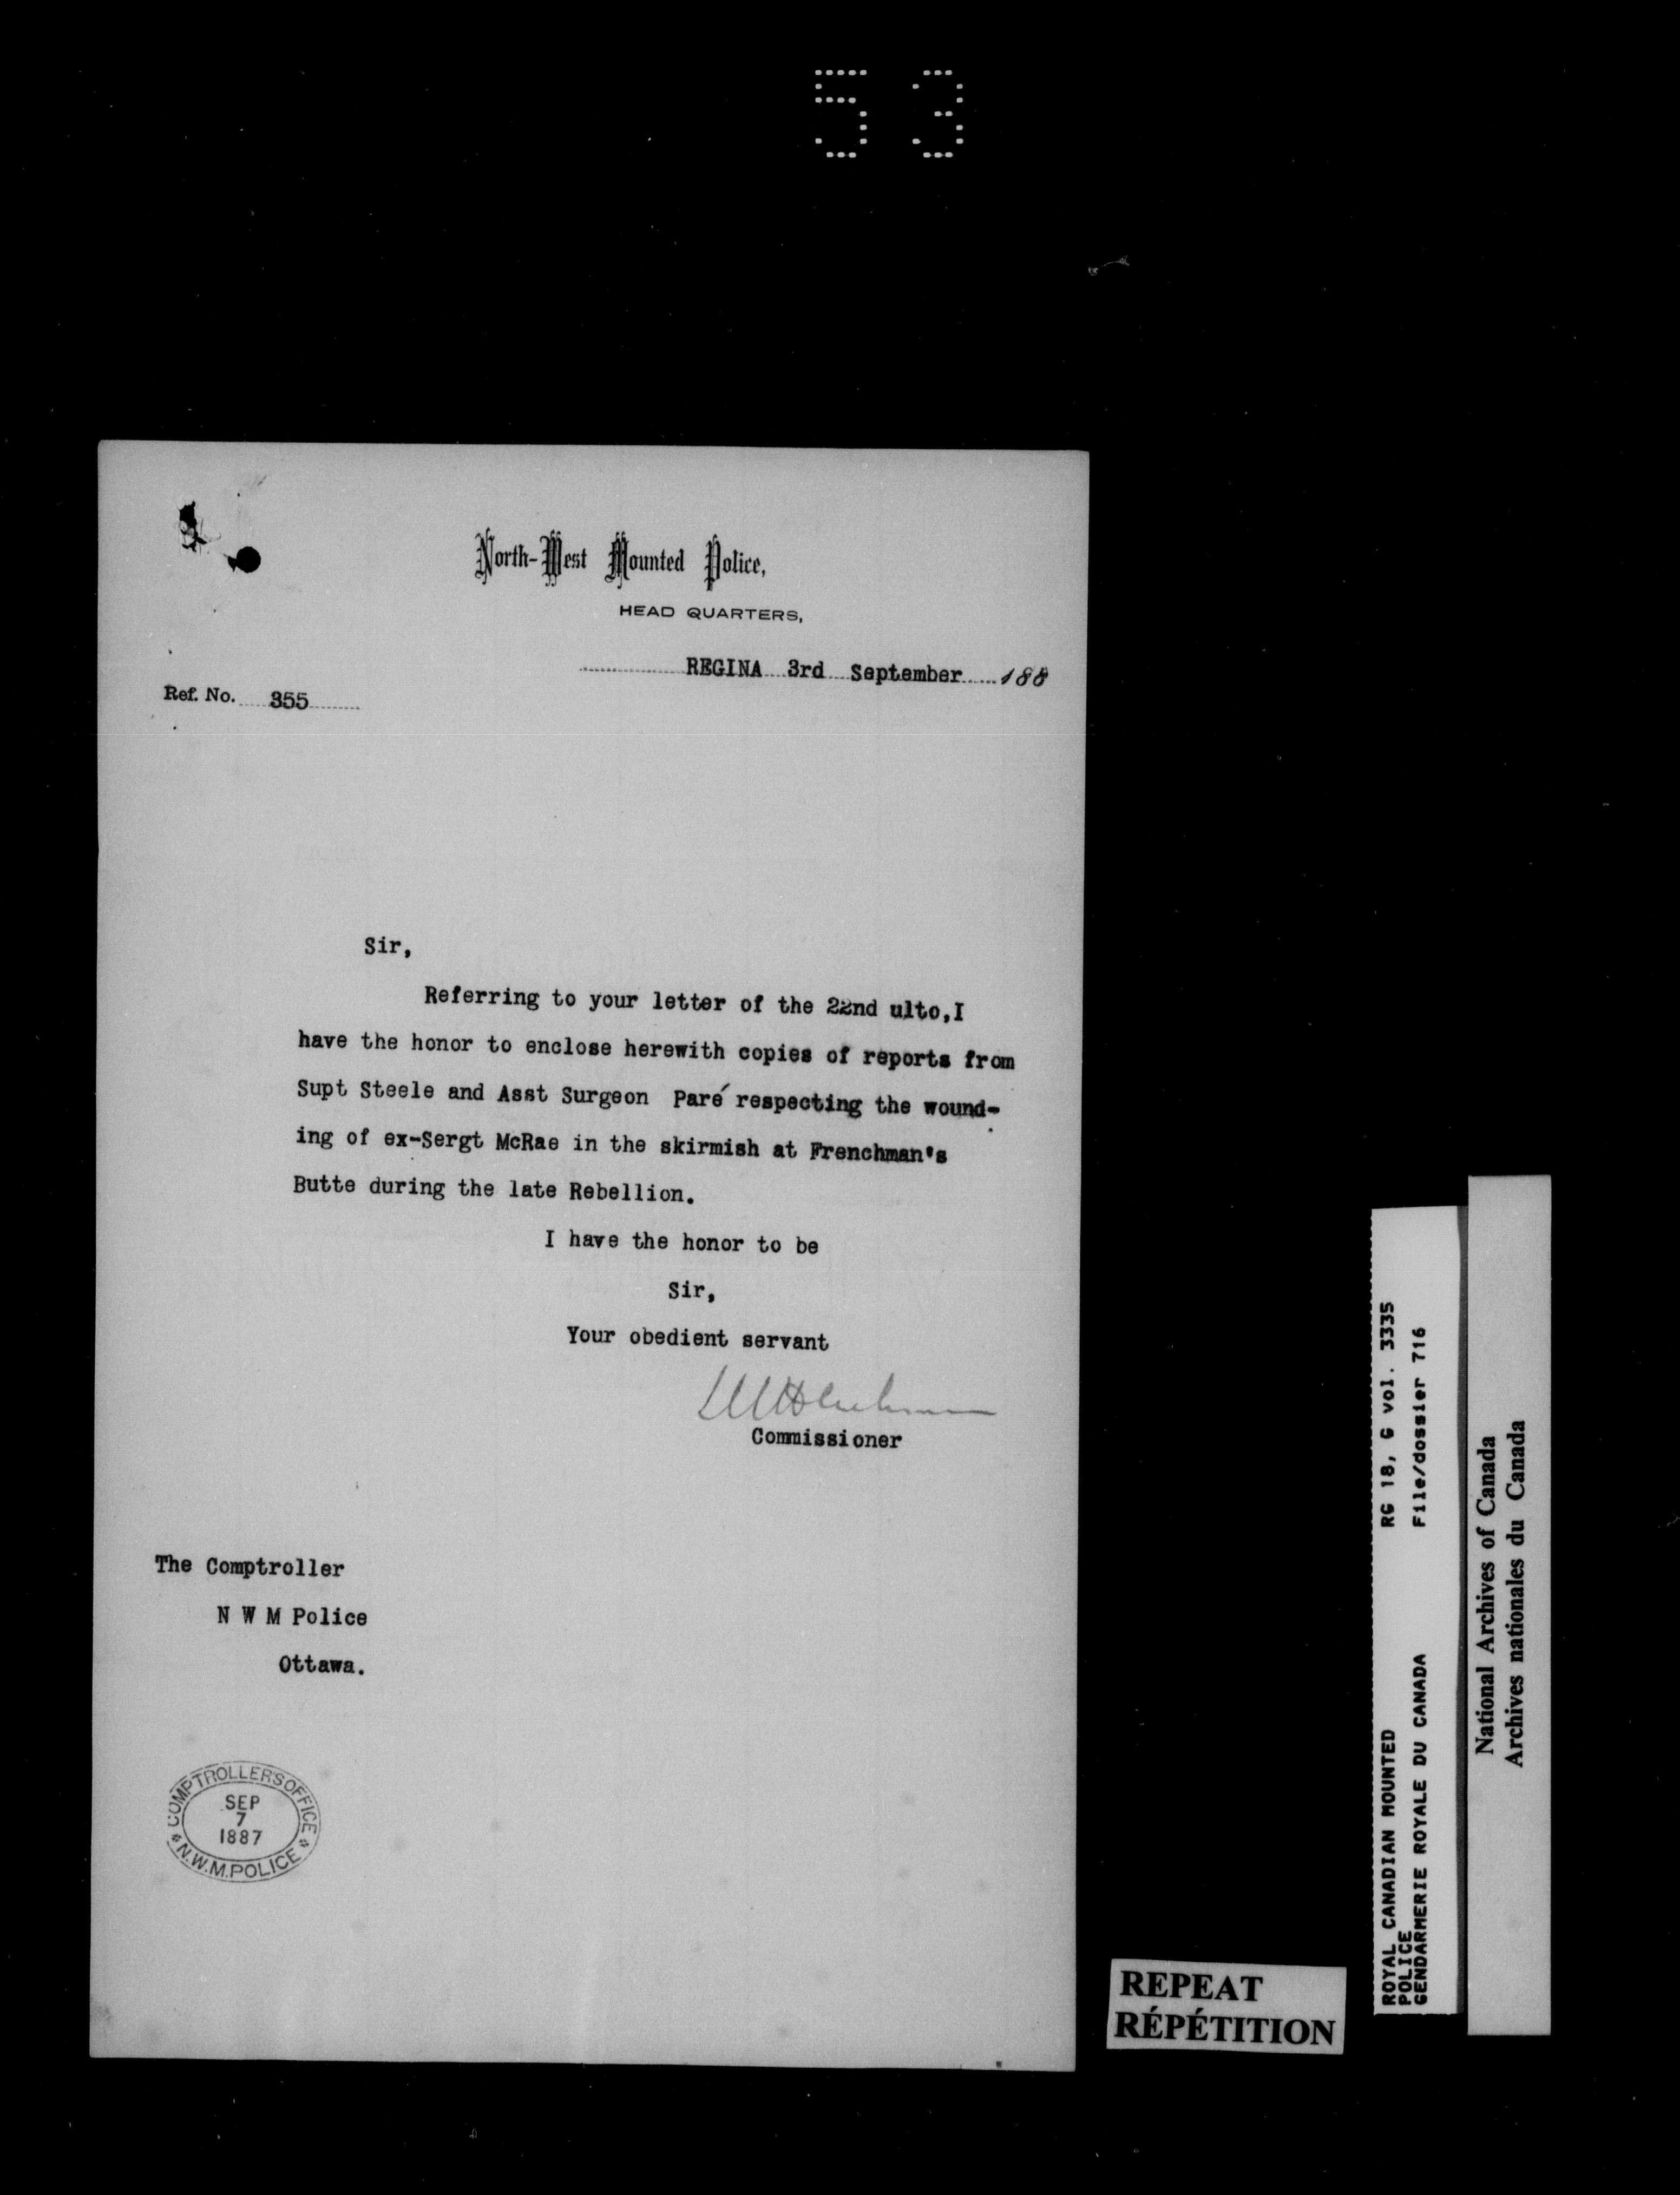 53
North-West Mounted Police,
HEAD QUARTERS,
REGINA 3rd September 188
Ref. No. 355
Sir,
Referring to your letter of the 22nd ulto, I
have the honor to enclose herewith copies of reports from
Supt Steele and Asst Surgeon Paré respecting the wound-
ing of ex-Sergt McRae in the skirmish at Frenchman's
Butte during the late Rebellion.
I have the honor to be
Sir,
Your obedient servant
Commissioner
The Comptroller
N W M Police
Ottawa.
COMPTROLLERS OFFICE
SEP
7
1887
N.W.M. POLICE
REPEAT
RÉPÉTITION
ROYAL CANADIAN MOUNTED RG 18, G vol. 3335
POLICE
GENDARMERIE ROYALE DU CANADA File/dossier 716
National Archives of Canada
Archives nationales du Canada